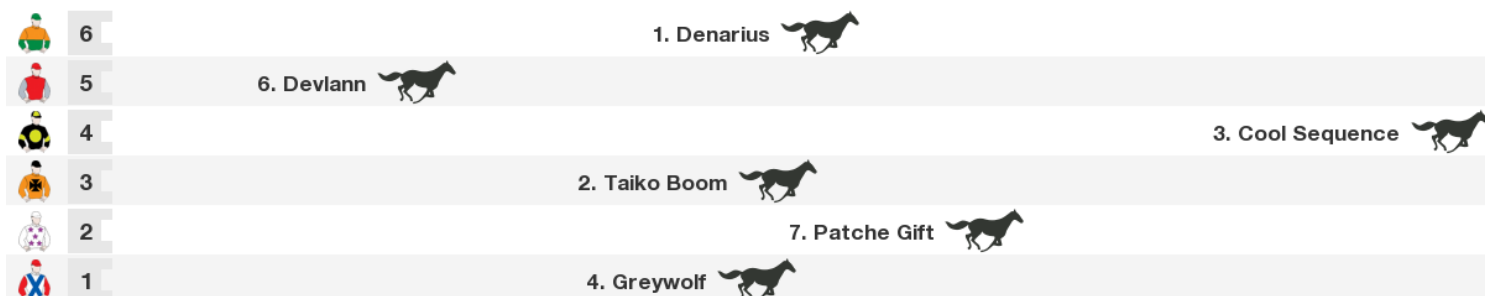 6 1. Denarius
5 6. Devlann
4 3. Cool Sequence
3 2. Taiko Boom
2 7. Patche Gift
1 4. Greywolf